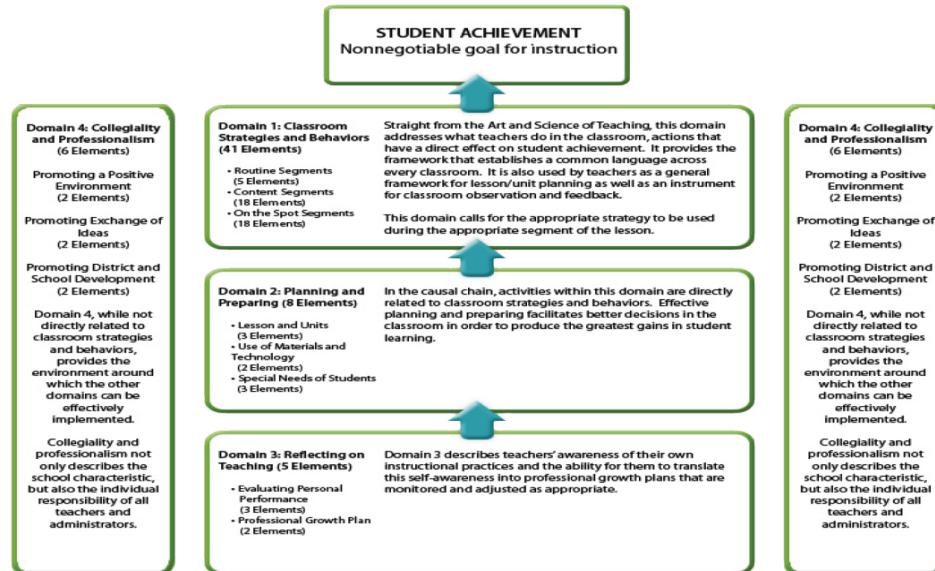 STUDENT ACHIEVEMENT
Nonnegotiable goal for instruction
Domain 4: Collegiality
and Professionalism
(6 Elements)
Promoting a Positive
Environment
(2 Elements)
Promoting Exchange of
Ideas
(2 Elements)
Promoting District and
School Development
(2 Elements)
Domain 4, while not
directly related to
classroom strategies
and behaviors,
provides the
environment around
which the other
domains can be
effectively
implemented.
Collegiality and
professionalism not
only describes the
school characteristic,
but also the individual
responsibility of all
teachers and
administrators.
Domain 1: Classroom
Strategies and Behaviors
(41 Elements)
• Routine Segments
(5 Elements)
• Content Segments
(18 Elements)
• On the Spot Segments
(18 Elements)
Straight from the Art and Science of Teaching, this domain
addresses what teachers do in the classroom, actions that
have a direct effect on student achievement. It provides the
framework that establishes a common language across
every classroom. It is also used by teachers as a general
framework for lesson/unit planning as well as an instrument
for classroom observation and feedback.
This domain calls for the appropriate strategy to be used
during the appropriate segment of the lesson.
Domain 2: Planning and
Preparing (8 Elements)
• Lesson and Units
(3 Elements)
• Use of Materials and
Technology
(2 Elements)
• Special Needs of Students
(3 Elements)
In the causal chain, activities within this domain are directly
related to classroom strategies and behaviors. Effective
planning and preparing facilitates better decisions in the
classroom in order to produce the greatest gains in student
learning.
Domain 3: Reflecting on
Teaching (5 Elements)
• Evaluating Personal
Performance
(3 Elements)
• Professional Growth Plan
(2 Elements)
Domain 3 describes teachers' awareness of their own
instructional practices and the ability for them to translate
this self-awareness into professional growth plans that are
monitored and adjusted as appropriate.
Domain 4: Collegiality
and Professionalism
(6 Elements)
Promoting a Positive
Environment
(2 Elements)
Promoting Exchange of
Ideas
(2 Elements)
Promoting District and
School Development
(2 Elements)
Domain 4, while not
directly related to
classroom strategies
and behaviors,
provides the
environment around
which the other
domains can be
effectively
implemented.
Collegiality and
professionalism not
only describes the
school characteristic,
but also the individual
responsibility of all
teachers and
administrators.